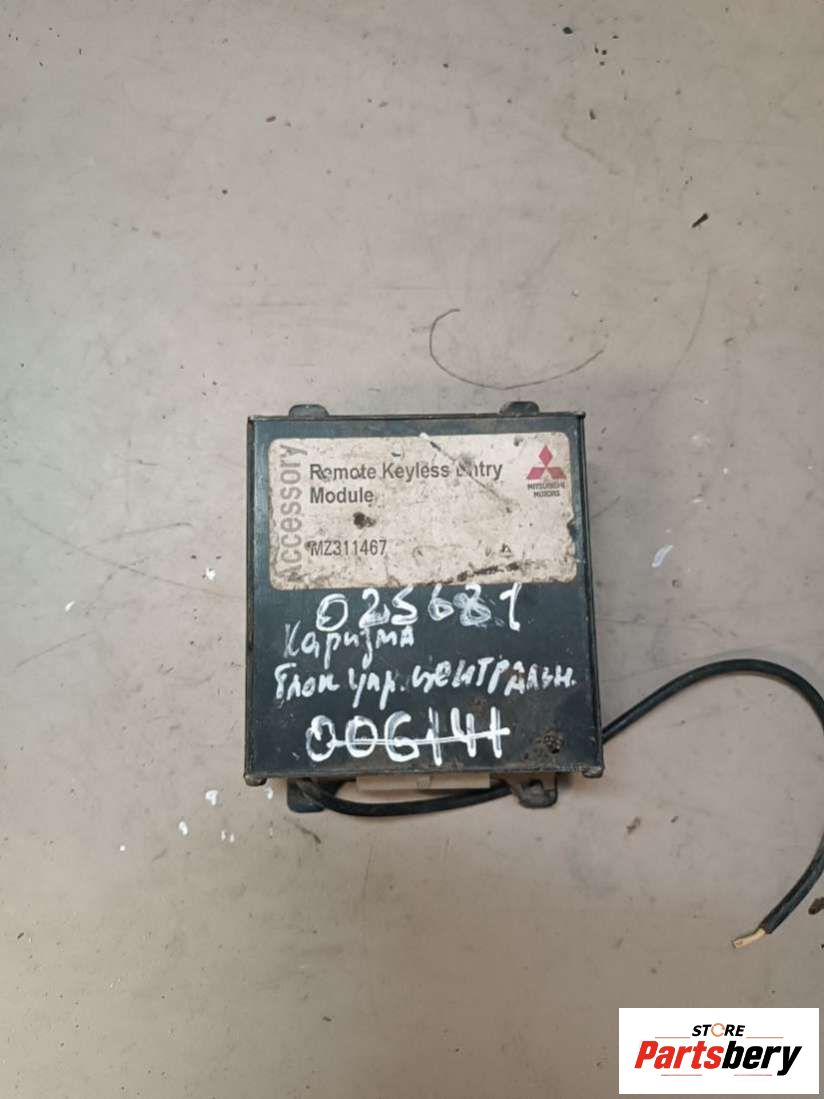 Accessory
Remote Keyless Entry
Module
MZ311467
MITSUBISHI
MOTORS
025681
Каризма
блок упр. центральн.
006141
STORE
Partsbery